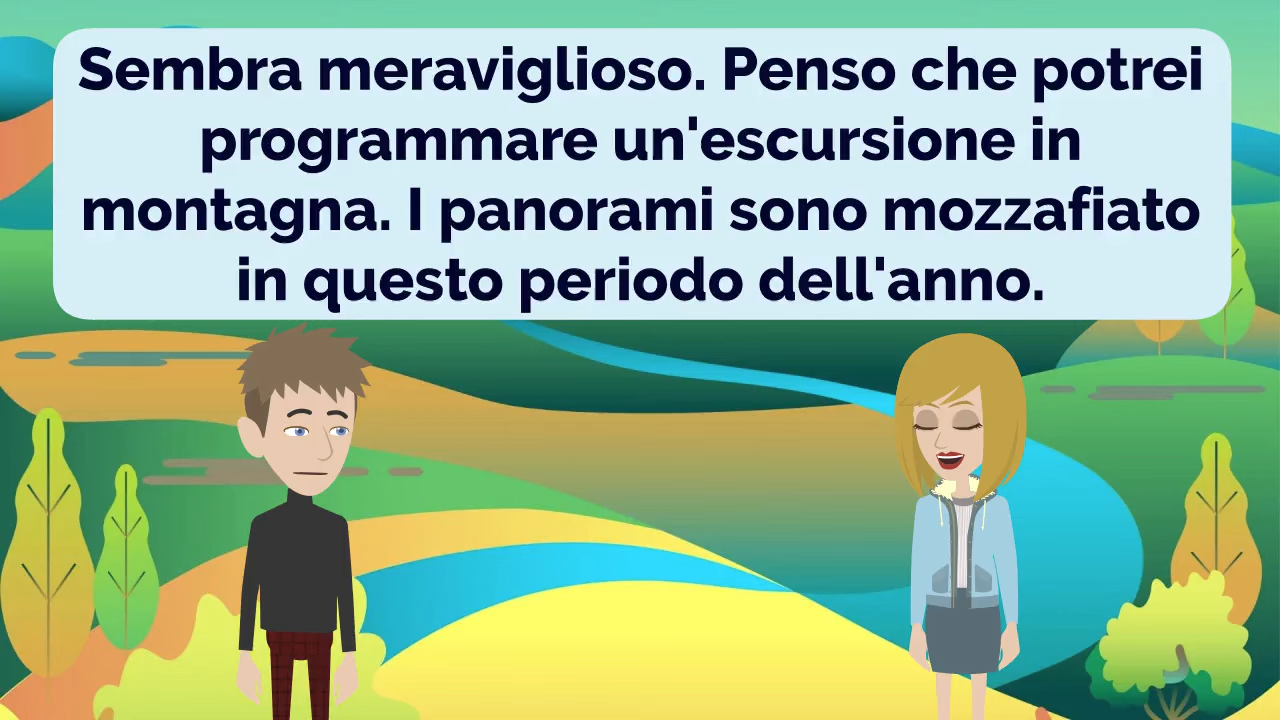 Sembra meraviglioso. Penso che potrei
programmare un'escursione in
montagna. I panorami sono mozzafiato
in questo periodo dell'anno.